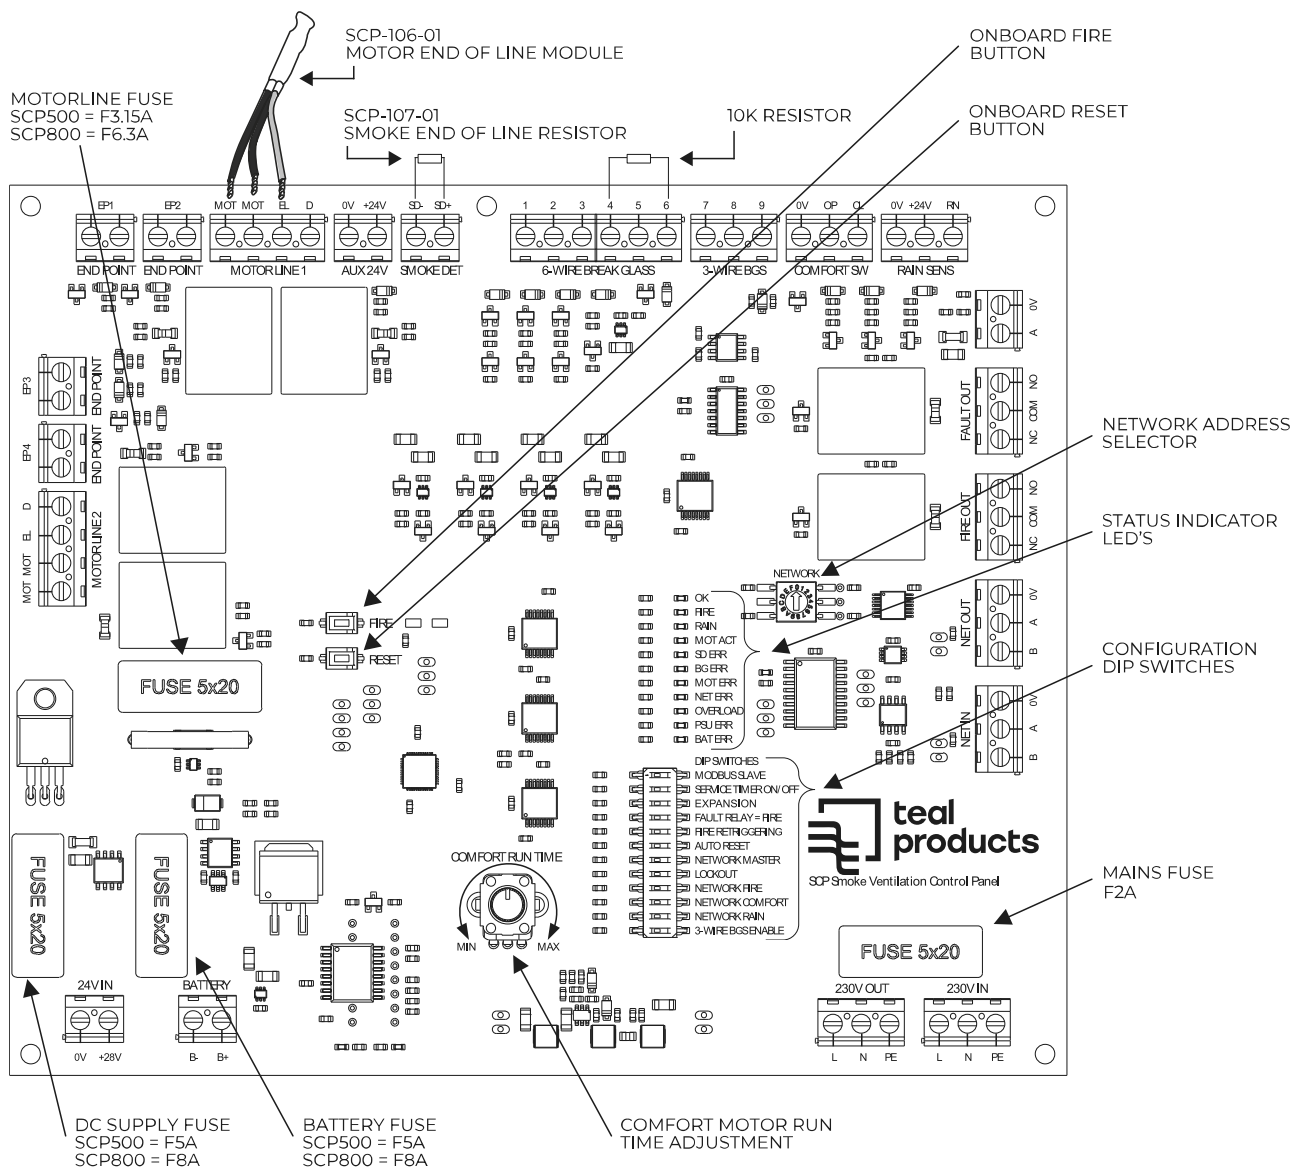 SCP-106-01
MOTOR END OF LINE MODULE
ONBOARD FIRE
BUTTON
MOTORLINE FUSE
SCP500 = F3.15A
SCP800 = F6.3A
SCP-107-01
SMOKE END OF LINE RESISTOR
10K RESISTOR
ONBOARD RESET
BUTTON
EP1
EP2
MOT MOT EL D
0V +24V
SD- SD+
1 2 3 4 5 6
7 8 9
0V OP CL
0V +24V RN
END POINT
END POINT
MOTOR LINE 1
AUX 24V
SMOKE DET
6-WIRE BREAK GLASS
3-WIRE BGS
COMFORT SW
RAIN SENS
0V
A
EP3
END POINT
EP4
END POINT
D
EL
MOT
MOT
MOTOR LINE 2
FAULT OUT
NO
COM
NC
FIRE OUT
NO
COM
NC
NETWORK ADDRESS
SELECTOR
STATUS INDICATOR
LED'S
CONFIGURATION
DIP SWITCHES
NETWORK
NET OUT
0V
A
B
NET IN
0V
A
B
FIRE
RESET
OK
FIRE
RAIN
MOT ACT
SD ERR
BG ERR
MOT ERR
NET ERR
OVERLOAD
PSU ERR
BAT ERR
FUSE 5x20
DIP SWITCHES
MODBUS SLAVE
SERVICE TIMER ON/OFF
EXPANSION
FAULT RELAY = FIRE
FIRE RETRIGGERING
AUTO RESET
NETWORK MASTER
LOCKOUT
NETWORK FIRE
NETWORK COMFORT
NETWORK RAIN
3-WIRE BGS ENABLE
teal
products
SCP Smoke Ventilation Control Panel
MAINS FUSE
F2A
FUSE 5x20
FUSE 5x20
COMFORT RUN TIME
MIN
MAX
FUSE 5x20
24V IN
BATTERY
230V OUT
230V IN
0V +28V
B- B+
L N PE
L N PE
DC SUPPLY FUSE
SCP500 = F5A
SCP800 = F8A
BATTERY FUSE
SCP500 = F5A
SCP800 = F8A
COMFORT MOTOR RUN
TIME ADJUSTMENT